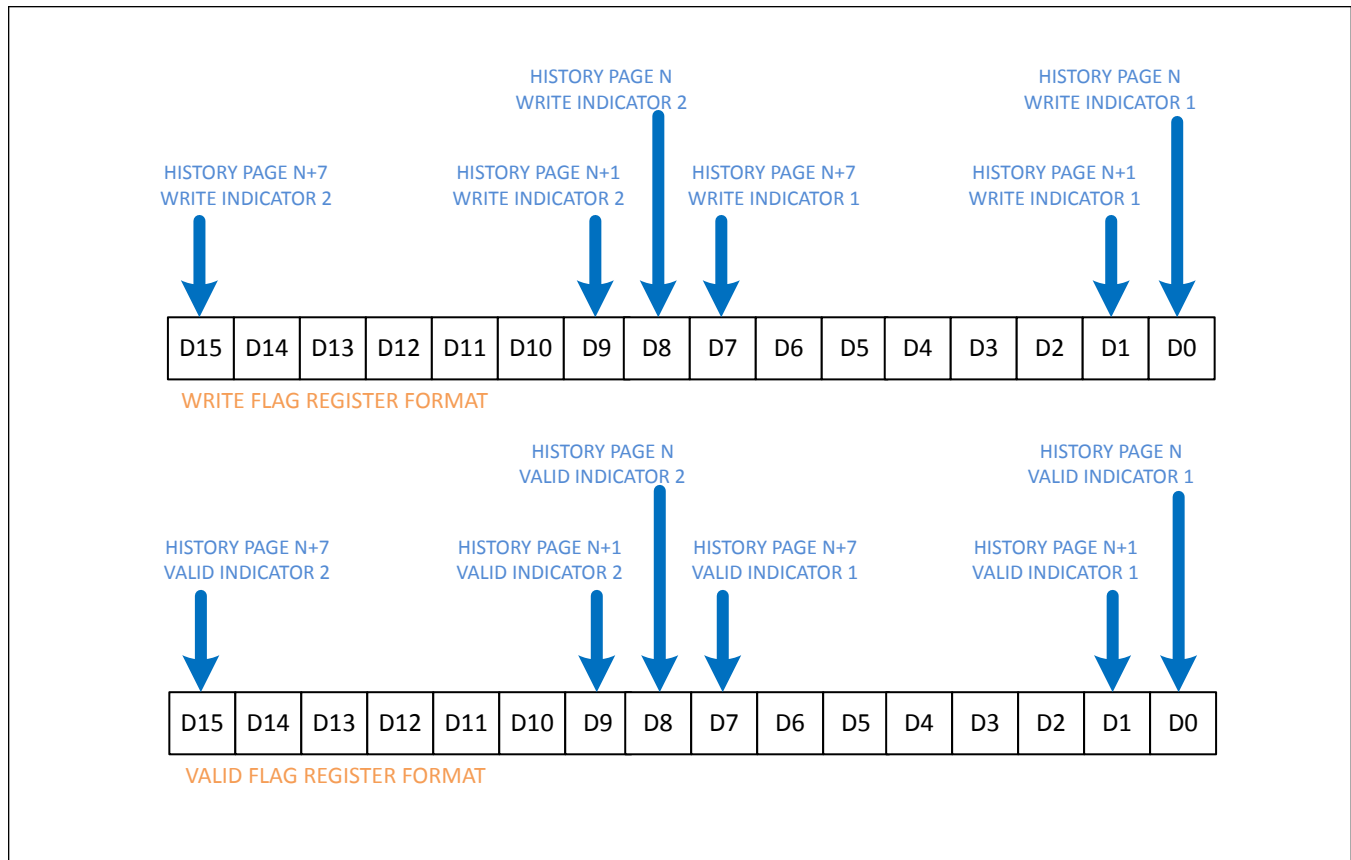 HISTORY PAGE N
WRITE INDICATOR 2
HISTORY PAGE N
WRITE INDICATOR 1
HISTORY PAGE N+7
WRITE INDICATOR 2
HISTORY PAGE N+1
WRITE INDICATOR 2
HISTORY PAGE N+7
WRITE INDICATOR 1
HISTORY PAGE N+1
WRITE INDICATOR 1
D15 D14 D13 D12 D11 D10 D9 D8 D7 D6 D5 D4 D3 D2 D1 D0
WRITE FLAG REGISTER FORMAT
HISTORY PAGE N
VALID INDICATOR 2
HISTORY PAGE N
VALID INDICATOR 1
HISTORY PAGE N+7
VALID INDICATOR 2
HISTORY PAGE N+1
VALID INDICATOR 2
HISTORY PAGE N+7
VALID INDICATOR 1
HISTORY PAGE N+1
VALID INDICATOR 1
D15 D14 D13 D12 D11 D10 D9 D8 D7 D6 D5 D4 D3 D2 D1 D0
VALID FLAG REGISTER FORMAT